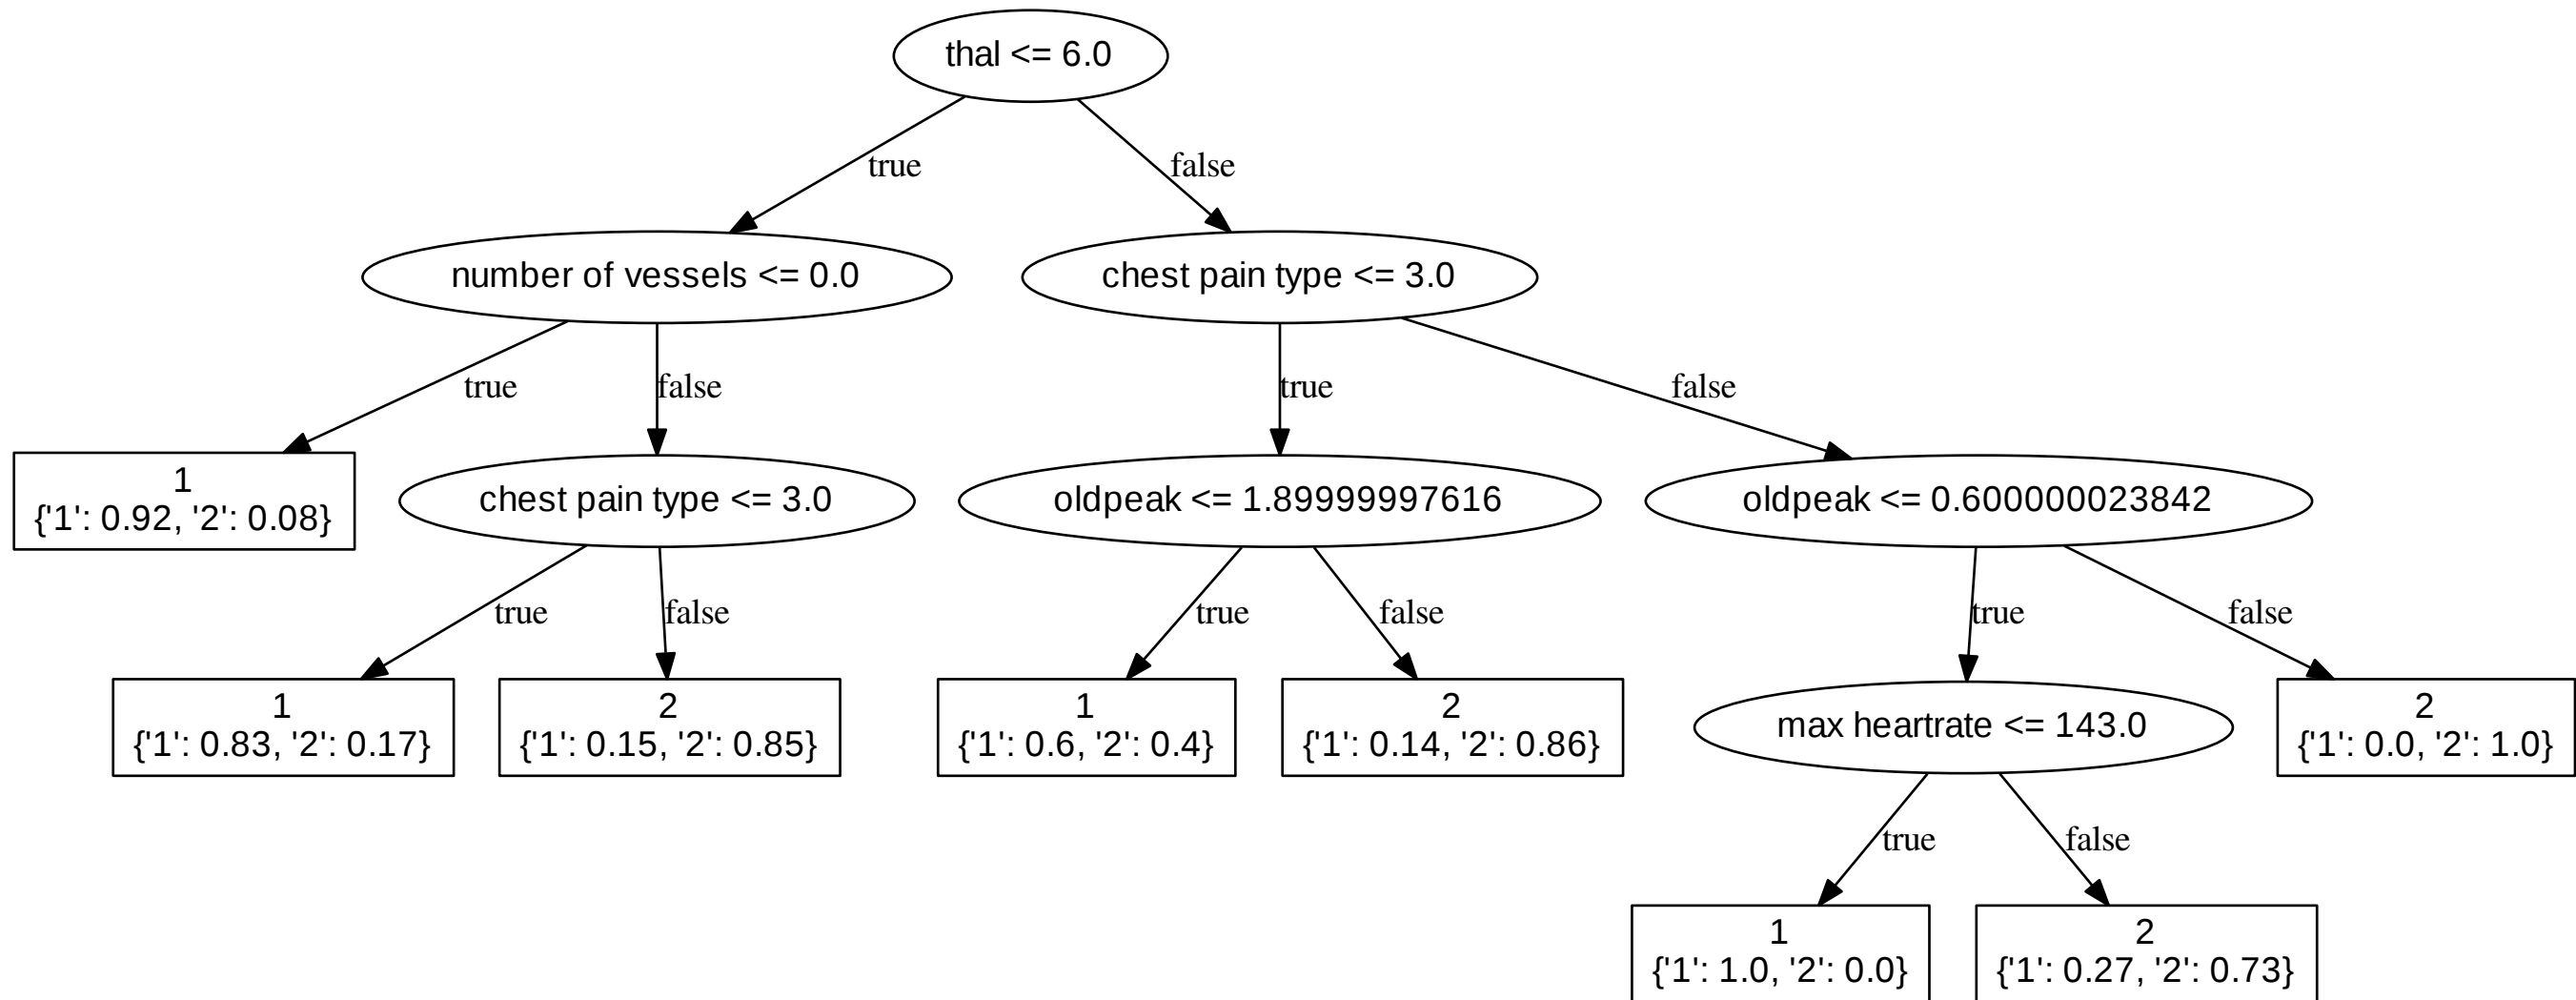 thal <= 6.0
true
false
number of vessels <= 0.0
chest pain type <= 3.0
true
false
true
false
1
{'1': 0.92, '2': 0.08}
chest pain type <= 3.0
oldpeak <= 1.89999997616
oldpeak <= 0.600000023842
true
false
true
false
true
false
1
{'1': 0.83, '2': 0.17}
2
{'1': 0.15, '2': 0.85}
1
{'1': 0.6, '2': 0.4}
2
{'1': 0.14, '2': 0.86}
max heartrate <= 143.0
2
{'1': 0.0, '2': 1.0}
true
false
1
{'1': 1.0, '2': 0.0}
2
{'1': 0.27, '2': 0.73}